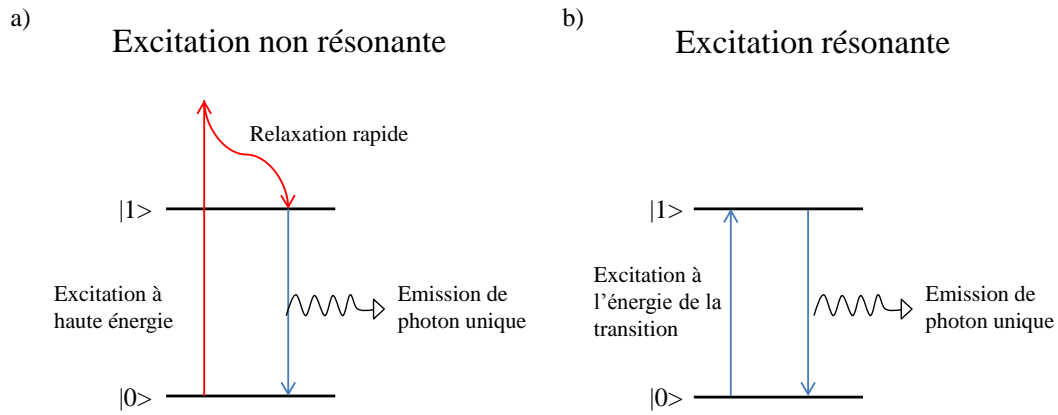 a)
Excitation non résonante
Relaxation rapide
|1>
Excitation à
haute énergie
Emission de
photon unique
|0>
b)
Excitation résonante
|1>
Excitation à
l’énergie de la
transition
Emission de
photon unique
|0>